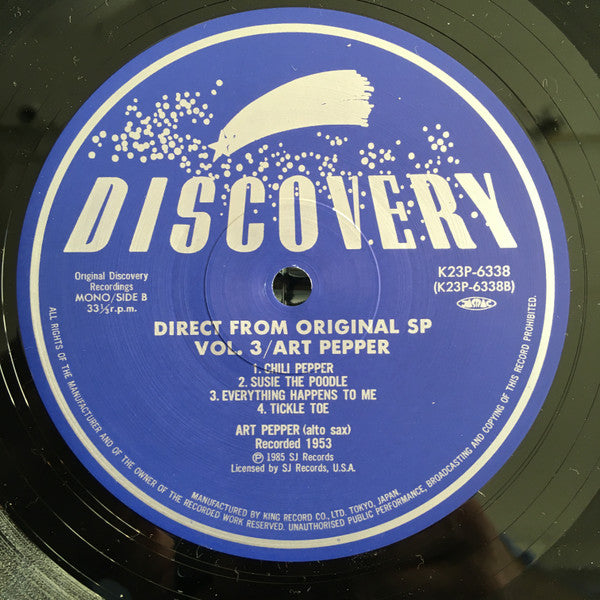 DISCOVERY
Original Discovery
Recordings
MONO/SIDE B
33⅓r.p.m.
K23P-6338
(K23P-6338B)
JASRAC
DIRECT FROM ORIGINAL SP
VOL. 3/ART PEPPER
1. CHILI PEPPER
2. SUSIE THE POODLE
3. EVERYTHING HAPPENS TO ME
4. TICKLE TOE
ART PEPPER (alto sax)
Recorded 1953
Ⓟ 1985 SJ Records
Licensed by SJ Records, U.S.A.
MANUFACTURED BY KING RECORD CO., LTD. TOKYO, JAPAN.
ALL RIGHTS OF THE MANUFACTURER AND OF THE OWNER OF THE RECORDED WORK RESERVED. UNAUTHORISED PUBLIC PERFORMANCE, BROADCASTING AND COPYING OF THIS RECORD PROHIBITED.